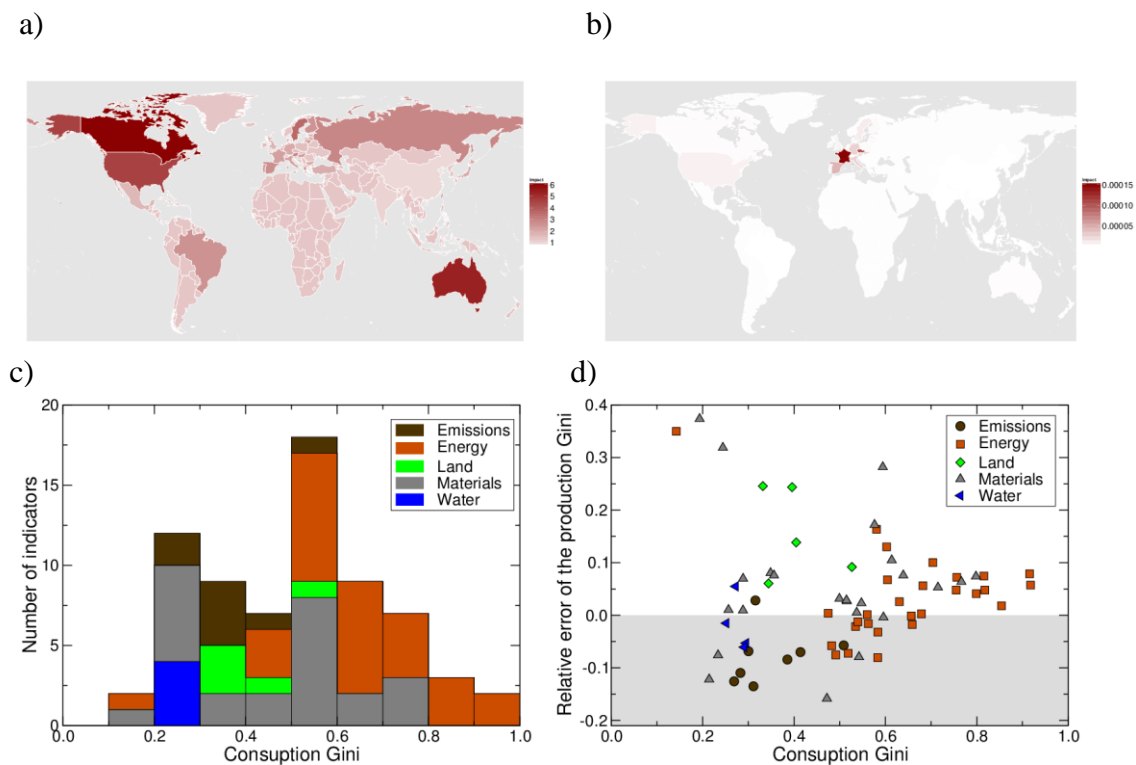 a)
b)
Impact
6
5
4
3
2
1
Impact
0.00015
0.00010
0.00005
c)
d)
20
15
10
5
0
Number of indicators
0.0
0.2
0.4
0.6
0.8
1.0
Consuption Gini
Emissions
Energy
Land
Materials
Water
0.4
0.3
0.2
0.1
0.0
-0.1
-0.2
Relative error of the production Gini
0.0
0.2
0.4
0.6
0.8
1.0
Consuption Gini
Emissions
Energy
Land
Materials
Water